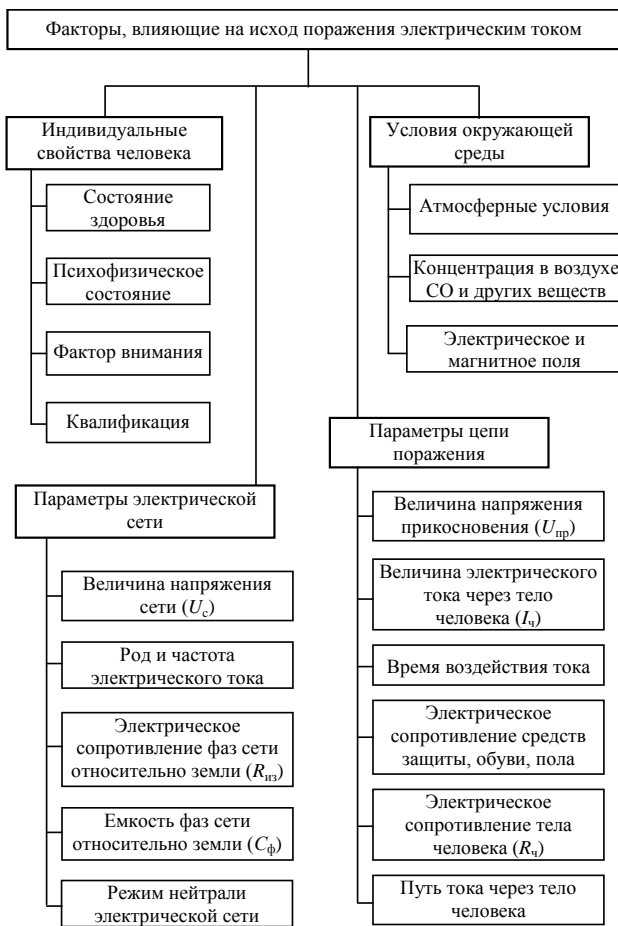 Факторы, влияющие на исход поражения электрическим током
Индивидуальные
свойства человека
Состояние
здоровья
Психофизическое
состояние
Фактор внимания
Квалификация
Условия окружающей
среды
Атмосферные условия
Концентрация в воздухе
СО и других веществ
Электрическое и
магнитное поля
Параметры электрической
сети
Величина напряжения
сети (Uс)
Род и частота
электрического тока
Электрическое
сопротивление фаз сети
относительно земли (Rиз)
Емкость фаз сети
относительно земли (Cф)
Режим нейтрали
электрической сети
Параметры цепи
поражения
Величина напряжения
прикосновения (Uпр)
Величина электрического
тока через тело
человека (Iч)
Время воздействия тока
Электрическое
сопротивление средств
защиты, обуви, пола
Электрическое
сопротивление тела
человека (Rч)
Путь тока через тело
человека